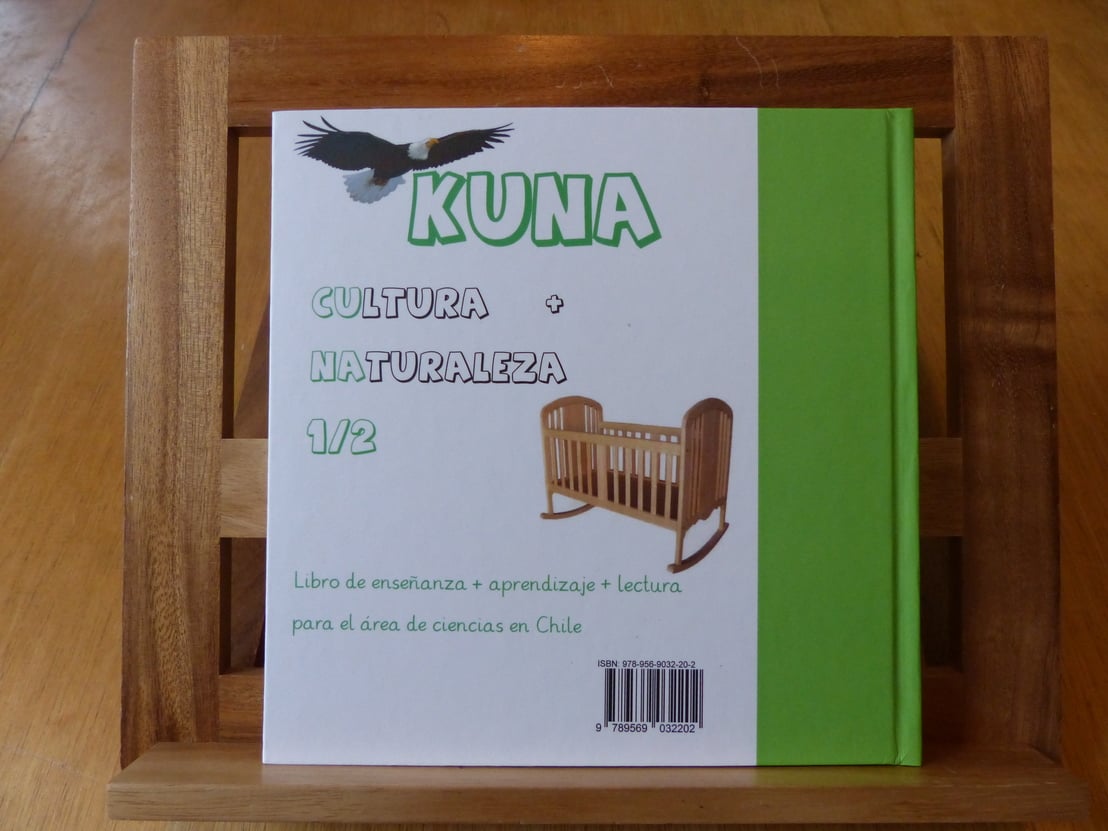 KUNA
CULTURA +
NATURALEZA
1/2
Libro de enseñanza + aprendizaje + lectura
para el área de ciencias en Chile
ISBN: 978-956-9032-20-2
9 789569 032202